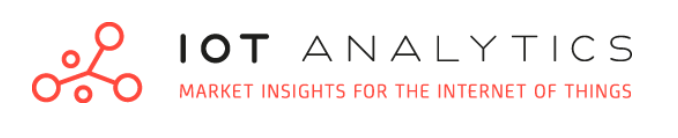 IOT ANALYTICS
MARKET INSIGHTS FOR THE INTERNET OF THINGS